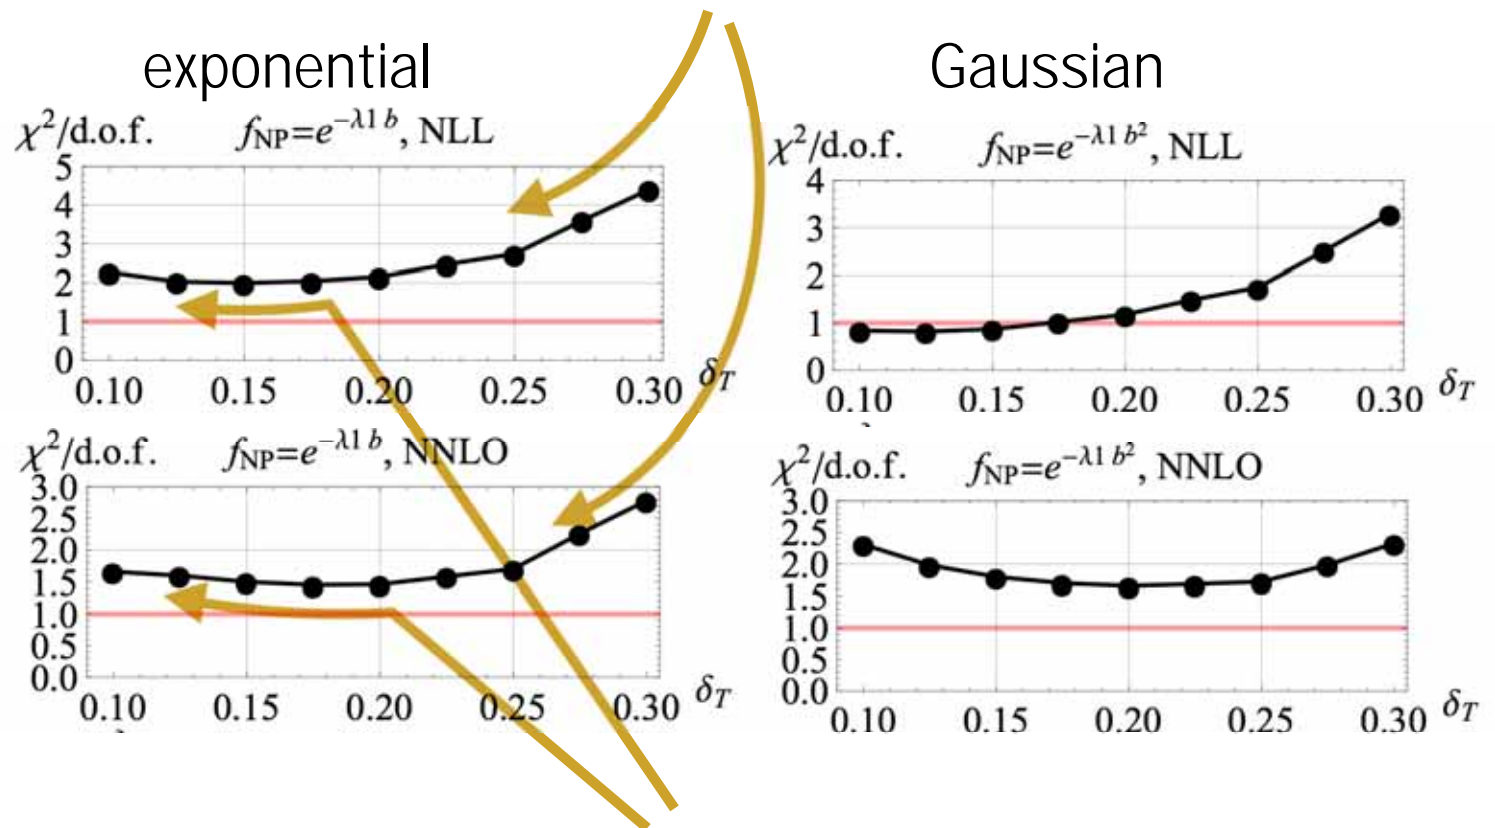 exponential
Gaussian
χ²/d.o.f. f_NP=e^{−λ1 b}, NLL
5
4
3
2
1
0
0.10 0.15 0.20 0.25 0.30 δ_T
χ²/d.o.f. f_NP=e^{−λ1 b²}, NLL
4
3
2
1
0
0.10 0.15 0.20 0.25 0.30 δ_T
χ²/d.o.f. f_NP=e^{−λ1 b}, NNLO
3.0
2.5
2.0
1.5
1.0
0.5
0.0
0.10 0.15 0.20 0.25 0.30 δ_T
χ²/d.o.f. f_NP=e^{−λ1 b²}, NNLO
3.0
2.5
2.0
1.5
1.0
0.5
0.0
0.10 0.15 0.20 0.25 0.30 δ_T